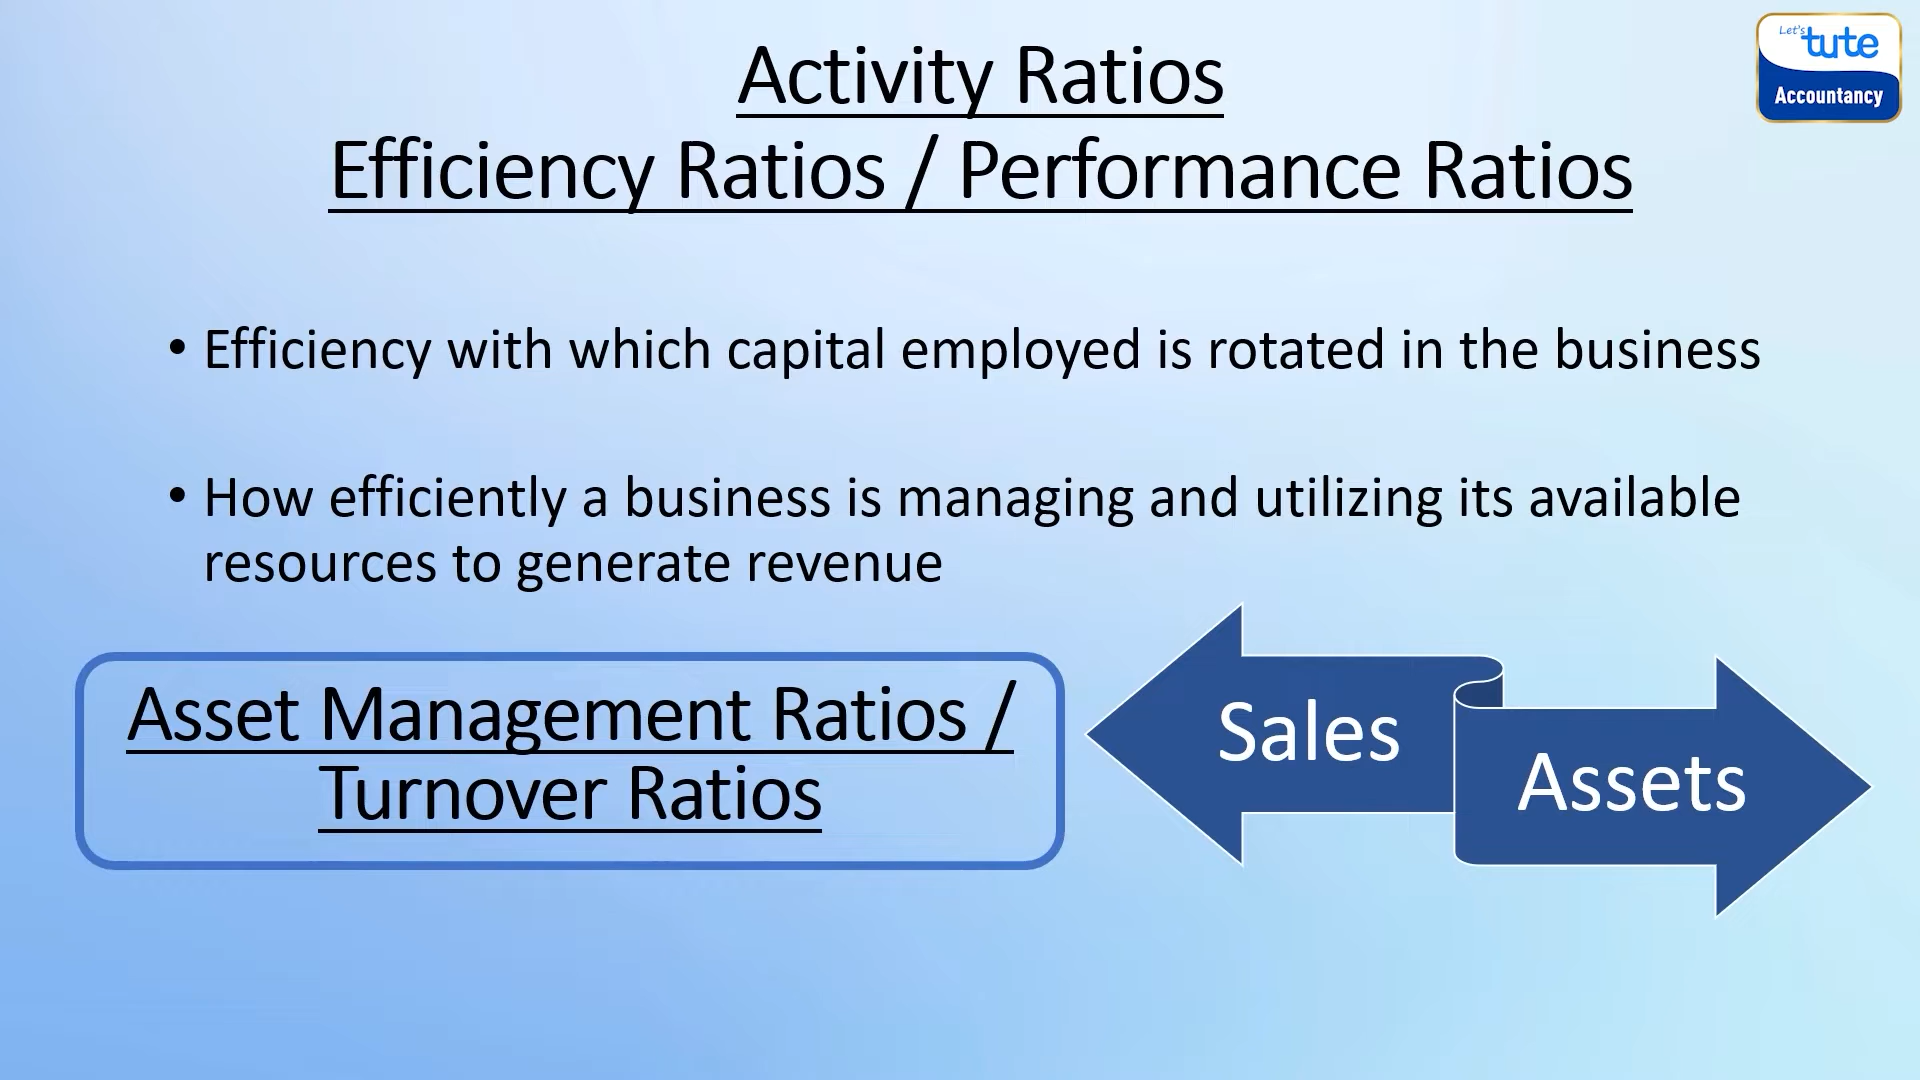 Let's
tute
Accountancy
Activity Ratios
Efficiency Ratios / Performance Ratios
• Efficiency with which capital employed is rotated in the business
• How efficiently a business is managing and utilizing its available
resources to generate revenue
Asset Management Ratios /
Turnover Ratios
Sales
Assets